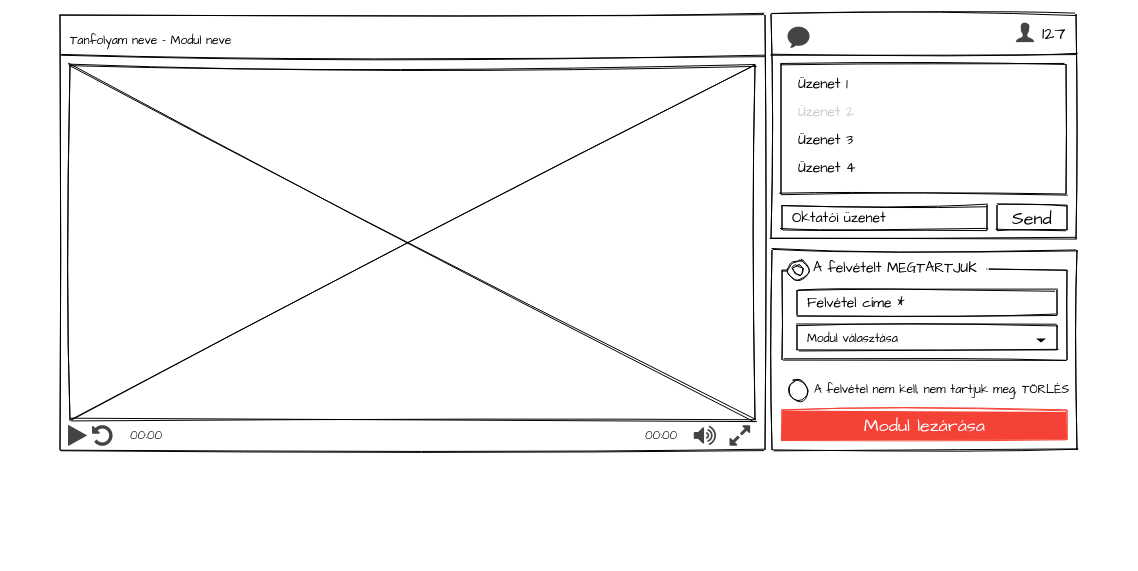 Tanfolyam neve - Modul neve
127
Üzenet 1
Üzenet 2
Üzenet 3
Üzenet 4
Oktatói üzenet
Send
A felvételt MEGTARTJUK
Felvétel címe *
Modul választása
A felvétel nem kell, nem tartjuk meg, TÖRLÉS
Modul lezárása
00:00
00:00